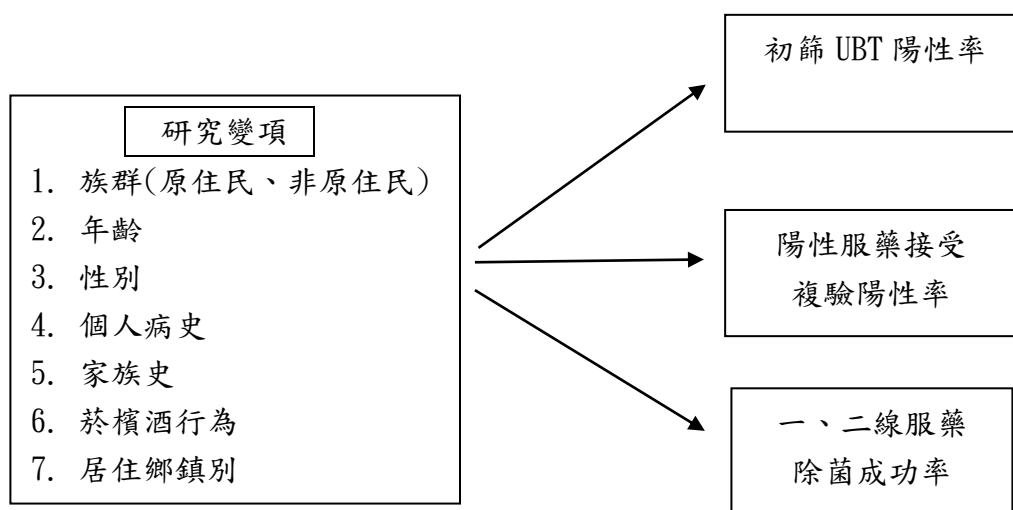 研究變項
1. 族群(原住民、非原住民)
2. 年齡
3. 性別
4. 個人病史
5. 家族史
6. 菸檳酒行為
7. 居住鄉鎮別
初篩 UBT 陽性率
陽性服藥接受
複驗陽性率
一、二線服藥
除菌成功率